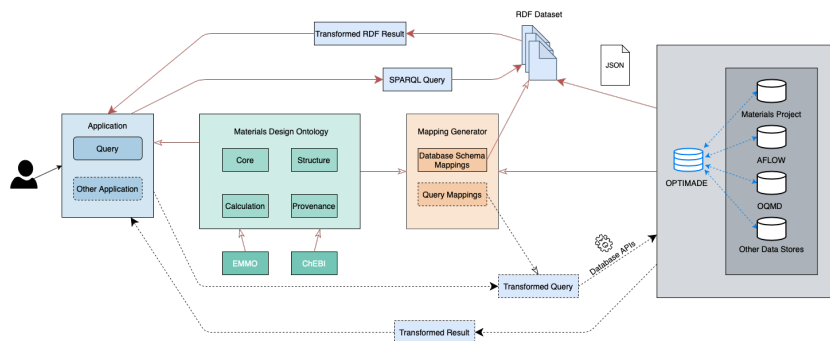 RDF Dataset
Transformed RDF Result
JSON
SPARQL Query
Application
Materials Design Ontology
Mapping Generator
Materials Project
Query
Core
Structure
Database Schema
Mappings
AFLOW
OPTIMADE
Other Application
Calculation
Provenance
Query Mappings
OQMD
Other Data Stores
EMMO
ChEBI
Database APIs
Transformed Query
Transformed Result